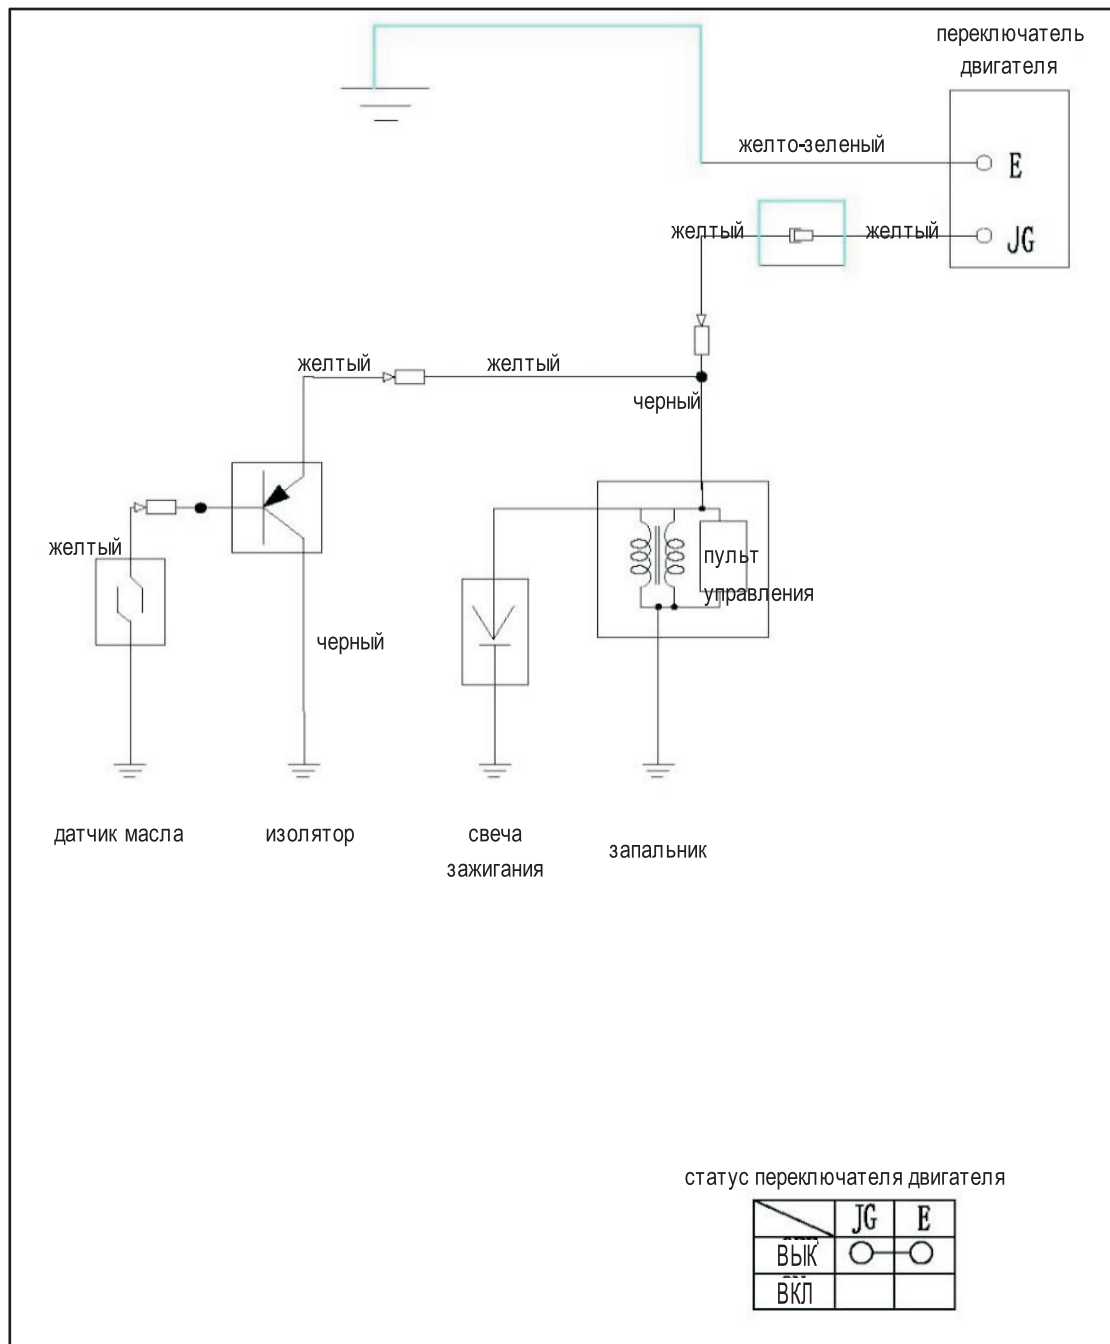 переключатель
двигателя
желто-зеленый
E
желтый
желтый
JG
желтый
желтый
черный
желтый
пульт
управления
черный
датчик масла
изолятор
свеча
зажигания
запальник
статус переключателя двигателя
JG E
ВЫК
ВКЛ